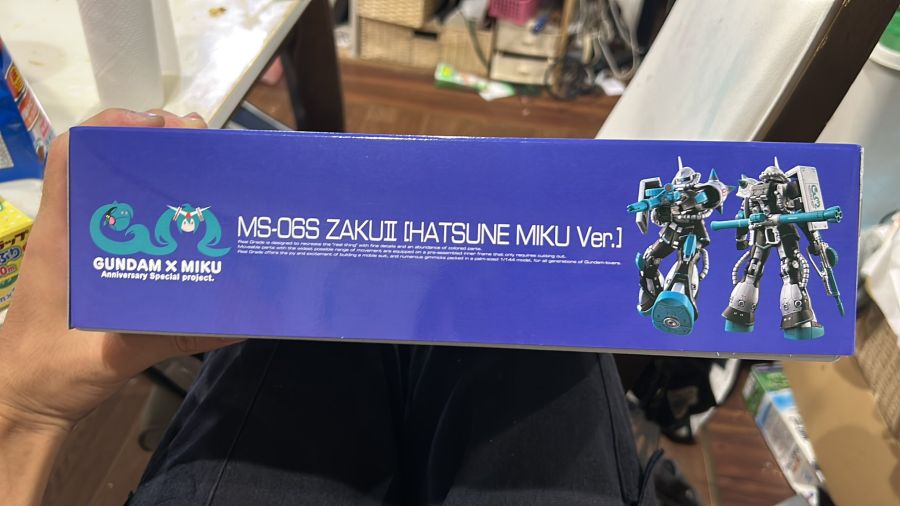 GUNDAM X MIKU
Anniversary Special project.
MS-06S ZAKUⅡ [HATSUNE MIKU Ver.]
Real Grade is designed to recreate the "real thing" with fine details and an abundance of colored parts.
Moveable parts with the widest possible range of movement are equipped on a pre-assembled inner frame that only requires cutting out.
Real Grade offers the joy and excitement of building a mobile suit, and numerous gimmicks packed in a palm-sized 1/144 model, for all generations of Gundam-lovers.